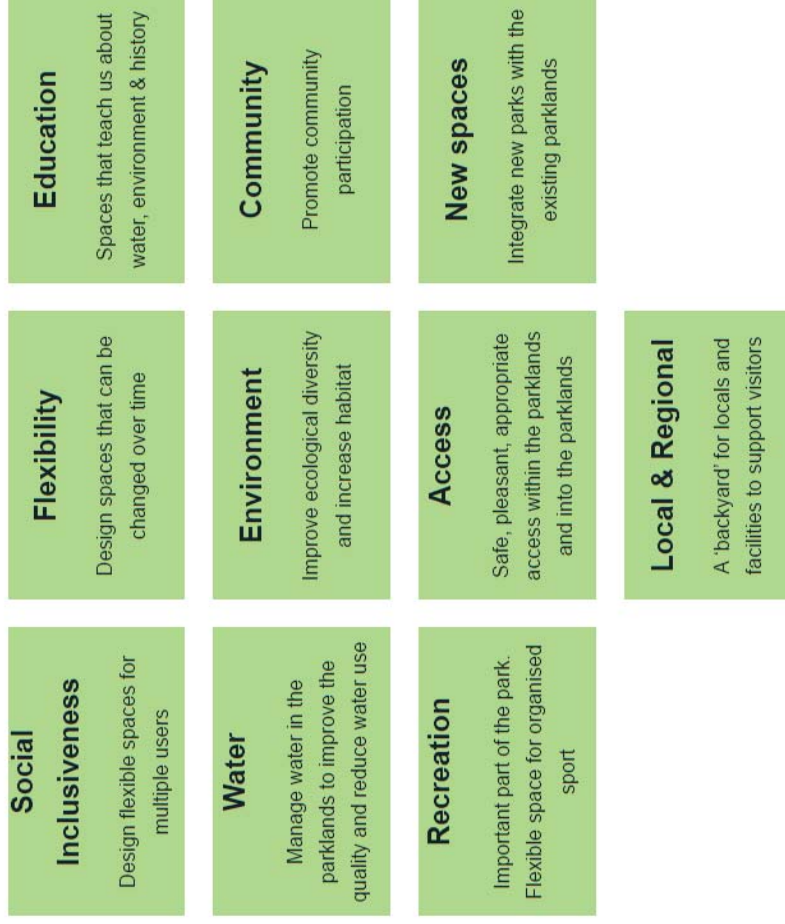 Social
Inclusiveness
Design flexible spaces for
multiple users
Flexibility
Design spaces that can be
changed over time
Education
Spaces that teach us about
water, environment & history
Water
Manage water in the
parklands to improve the
quality and reduce water use
Environment
Improve ecological diversity
and increase habitat
Community
Promote community
participation
Recreation
Important part of the park.
Flexible space for organised
sport
Access
Safe, pleasant, appropriate
access within the parklands
and into the parklands
New spaces
Integrate new parks with the
existing parklands
Local & Regional
A 'backyard' for locals and
facilities to support visitors